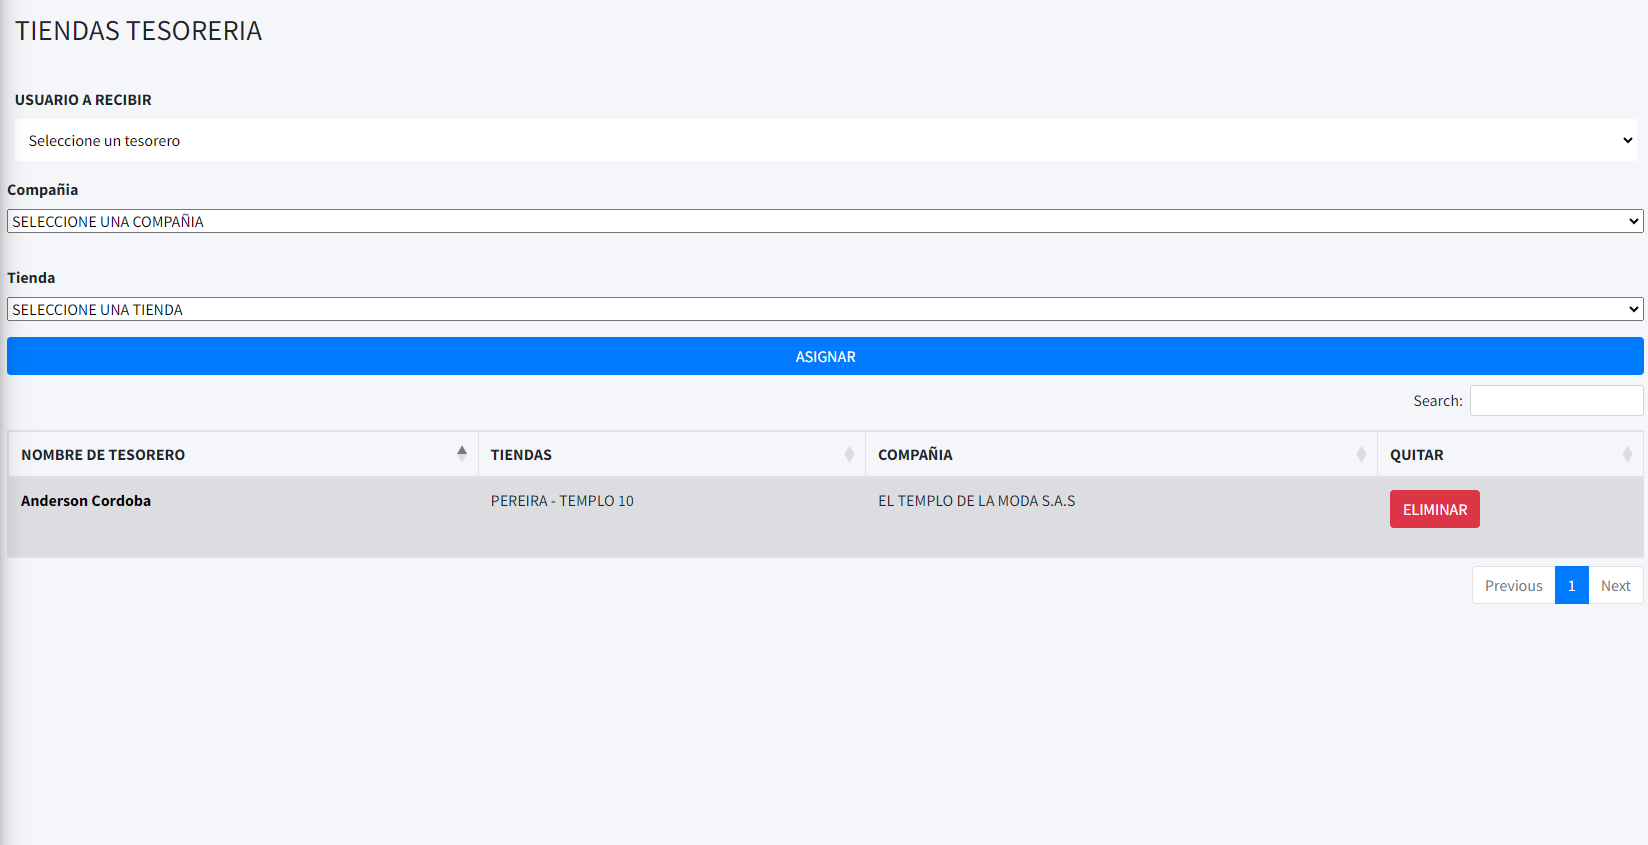 TIENDAS TESORERIA
USUARIO A RECIBIR
Seleccione un tesorero
Compañia
SELECCIONE UNA COMPAÑIA
Tienda
SELECCIONE UNA TIENDA
ASIGNAR
Search:
NOMBRE DE TESORERO TIENDAS COMPAÑIA QUITAR
Anderson Cordoba PEREIRA - TEMPLO 10 EL TEMPLO DE LA MODA S.A.S ELIMINAR
Previous 1 Next